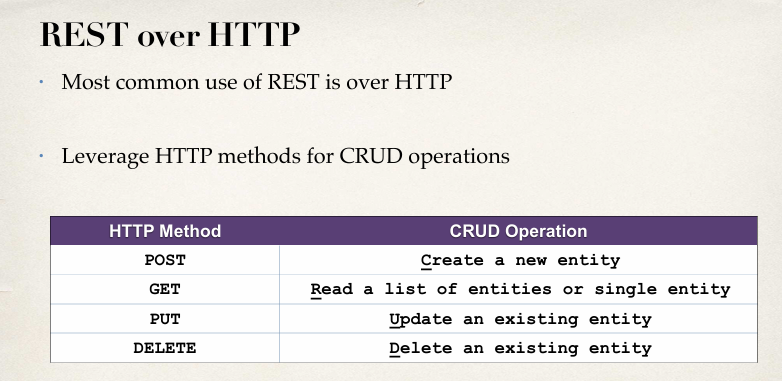 REST over HTTP
Most common use of REST is over HTTP
Leverage HTTP methods for CRUD operations
HTTP Method CRUD Operation
POST Create a new entity
GET Read a list of entities or single entity
PUT Update an existing entity
DELETE Delete an existing entity